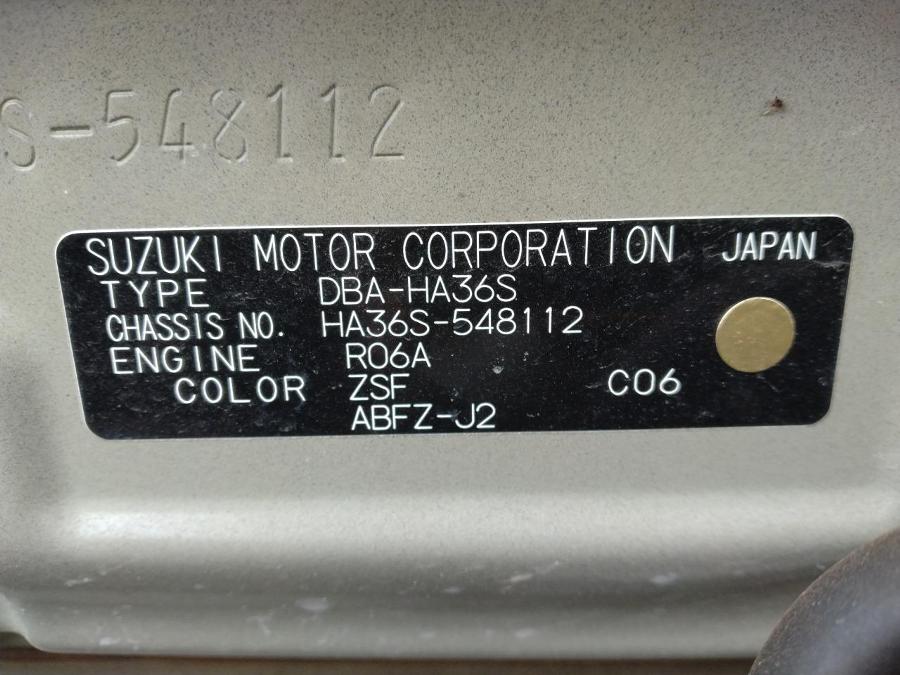 S-548112
SUZUKI MOTOR CORPORATION JAPAN
TYPE DBA-HA36S
CHASSIS NO. HA36S-548112
ENGINE R06A
COLOR ZSF C06
ABFZ-J2